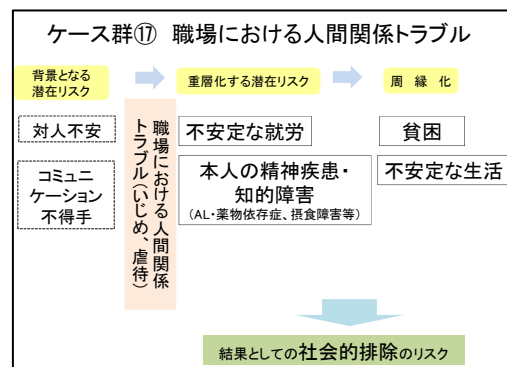 ケース群⑰ 職場における人間関係トラブル
背景となる
潜在リスク
重層化する潜在リスク
周 縁 化
対人不安
コミュニ
ケーション
不得手
職場における人間関係
トラブル(いじめ、虐待)
不安定な就労
本人の精神疾患・
知的障害
(AL・薬物依存症、摂食障害等)
貧困
不安定な生活
結果としての社会的排除のリスク